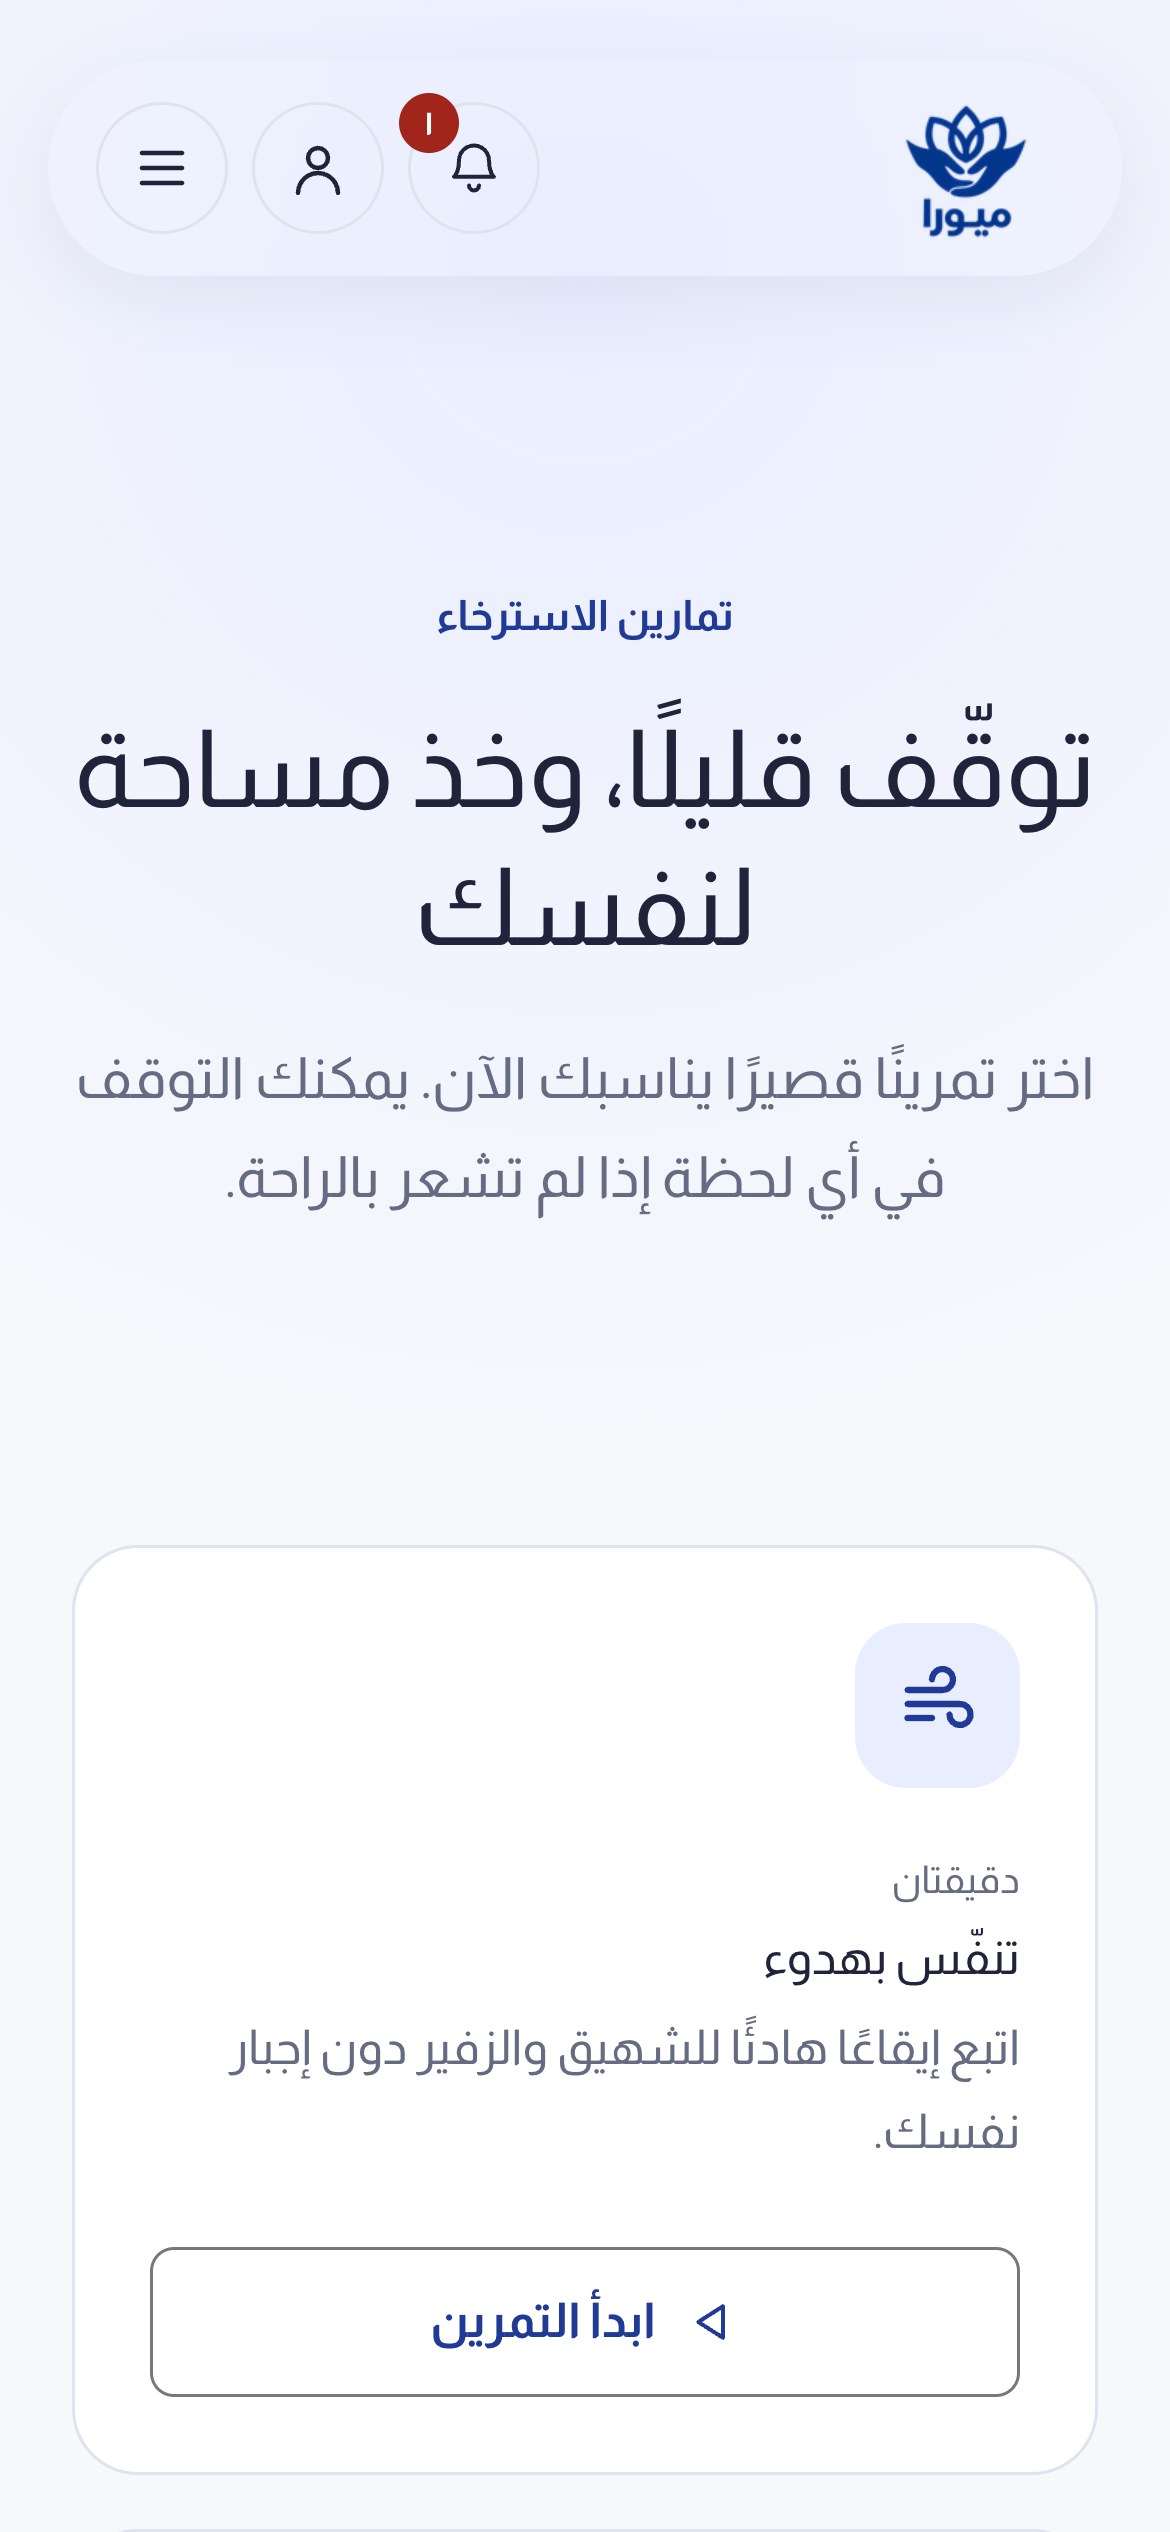 ميورا
١
تمارين الاسترخاء
توقّف قليلًا، وخذ مساحة
لنفسك
اختر تمرينًا قصيرًا يناسبك الآن. يمكنك التوقف
في أي لحظة إذا لم تشعر بالراحة.
دقيقتان
تنفّس بهدوء
اتبع إيقاعًا هادئًا للشهيق والزفير دون إجبار
نفسك.
ابدأ التمرين